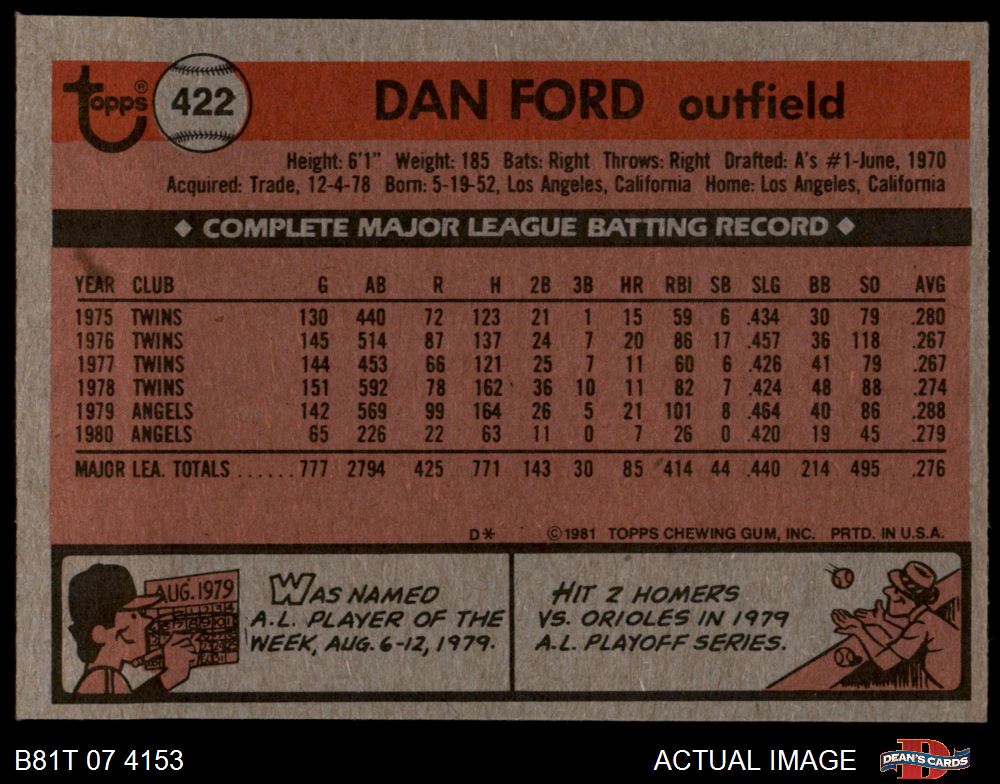 Topps® 422 DAN FORD outfield
Height: 6'1" Weight: 185 Bats: Right Throws: Right Drafted: A's #1-June, 1970
Acquired: Trade, 12-4-78 Born: 5-19-52, Los Angeles, California Home: Los Angeles, California
◆ COMPLETE MAJOR LEAGUE BATTING RECORD ◆
YEAR CLUB G AB R H 2B 3B HR RBI SB SLG BB SO AVG
1975 TWINS 130 440 72 123 21 1 15 59 6 .434 30 79 .280
1976 TWINS 145 514 87 137 24 7 20 86 17 .457 36 118 .267
1977 TWINS 144 453 66 121 25 7 11 60 6 .426 41 79 .267
1978 TWINS 151 592 78 162 36 10 11 82 7 .424 48 88 .274
1979 ANGELS 142 569 99 164 26 5 21 101 8 .464 40 86 .288
1980 ANGELS 65 226 22 63 11 0 7 26 0 .420 19 45 .279
MAJOR LEA. TOTALS ...... 777 2794 425 771 143 30 85 414 44 .440 214 495 .276
D* ©1981 TOPPS CHEWING GUM, INC. PRTD. IN U.S.A.
AUG. 1979
WAS NAMED
A.L. PLAYER OF THE
WEEK, AUG. 6-12, 1979.
HIT 2 HOMERS
VS. ORIOLES IN 1979
A.L. PLAYOFF SERIES.
B81T 07 4153 ACTUAL IMAGE DEAN'S CARDS